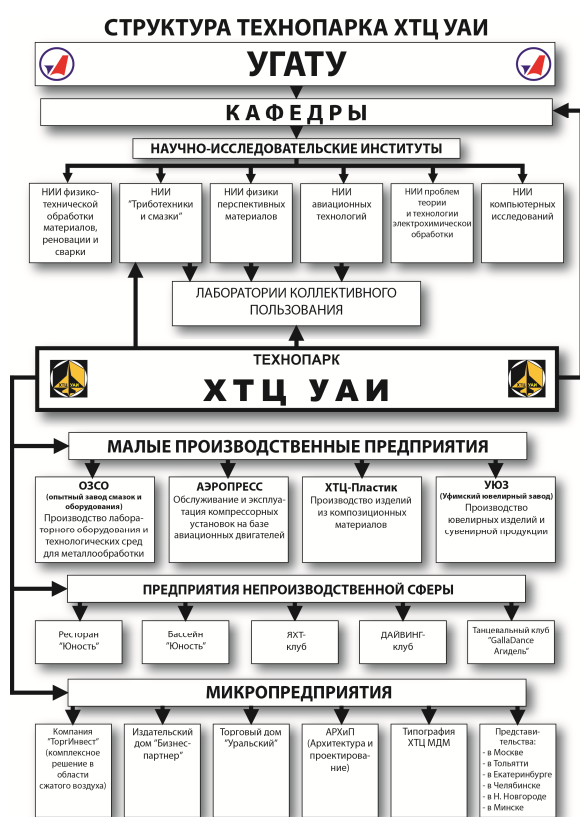 СТРУКТУРА ТЕХНОПАРКА ХТЦ УАИ
УГАТУ
КАФЕДРЫ
НАУЧНО-ИССЛЕДОВАТЕЛЬСКИЕ ИНСТИТУТЫ
НИИ физико-
технической
обработки
материалов,
реновации и
сварки
НИИ
"Триботехники
и смазки"
НИИ физики
перспективных
материалов
НИИ
авиационных
технологий
НИИ проблем
теории
и технологии
электрохимической
обработки
НИИ
компьютерных
исследований
ЛАБОРАТОРИИ КОЛЛЕКТИВНОГО
ПОЛЬЗОВАНИЯ
ТЕХНОПАРК
ХТЦ УАИ
ХТЦ УАИ
ХТЦ УАИ
МАЛЫЕ ПРОИЗВОДСТВЕННЫЕ ПРЕДПРИЯТИЯ
ОЗСО
(опытный завод смазок и
оборудования)
Производство лабора-
торного оборудования и
технологических сред
для металлообработки
АЭРОПРЕСС
Обслуживание и эксплуа-
тация компрессорных
установок на базе
авиационных двигателей
ХТЦ-Пластик
Производство изделий
из композиционных
материалов
УЮЗ
(Уфимский ювелирный завод)
Производство
ювелирных изделий и
сувенирной продукции
ПРЕДПРИЯТИЯ НЕПРОИЗВОДСТВЕННОЙ СФЕРЫ
Ресторан
"Юность"
Бассейн
"Юность"
ЯХТ-
клуб
ДАЙВИНГ-
клуб
Танцевальный клуб
"GallaDance
Агидель"
МИКРОПРЕДПРИЯТИЯ
Компания
"ТоргИнвест"
(комплексное
решение в
области
сжатого воздуха)
Издательский
дом "Бизнес-
партнер"
Торговый дом
"Уральский"
АРХиП
(Архитектура и
проектирова-
ние)
Типография
ХТЦ МДМ
Представи-
тельства:
- в Москве
- в Тольятти
- в Екатеринбурге
- в Челябинске
- в Н. Новгороде
- в Минске